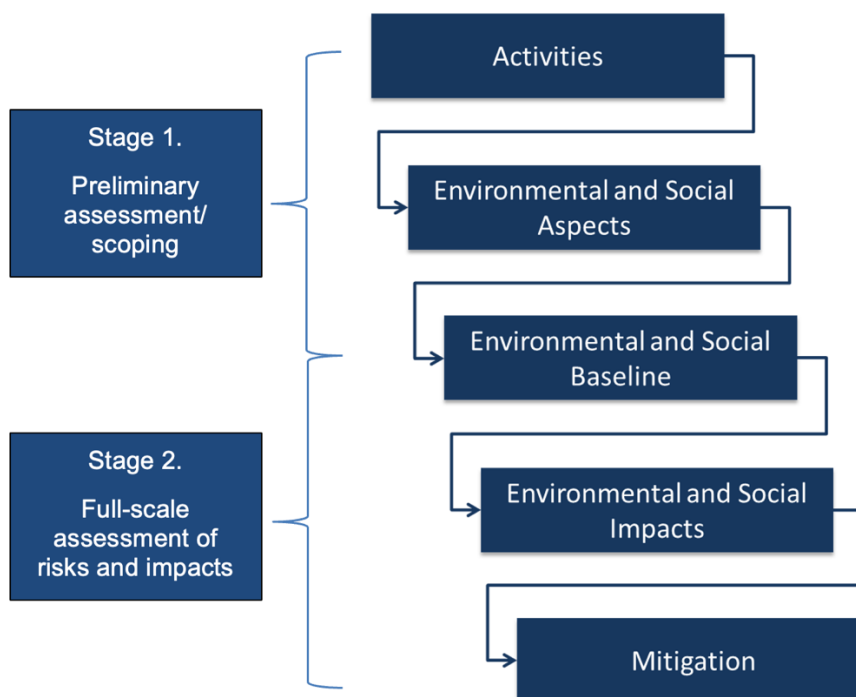 Activities
Stage 1.
Preliminary
assessment/
scoping
Environmental and Social
Aspects
Environmental and Social
Baseline
Stage 2.
Full-scale
assessment of
risks and impacts
Environmental and Social
Impacts
Mitigation